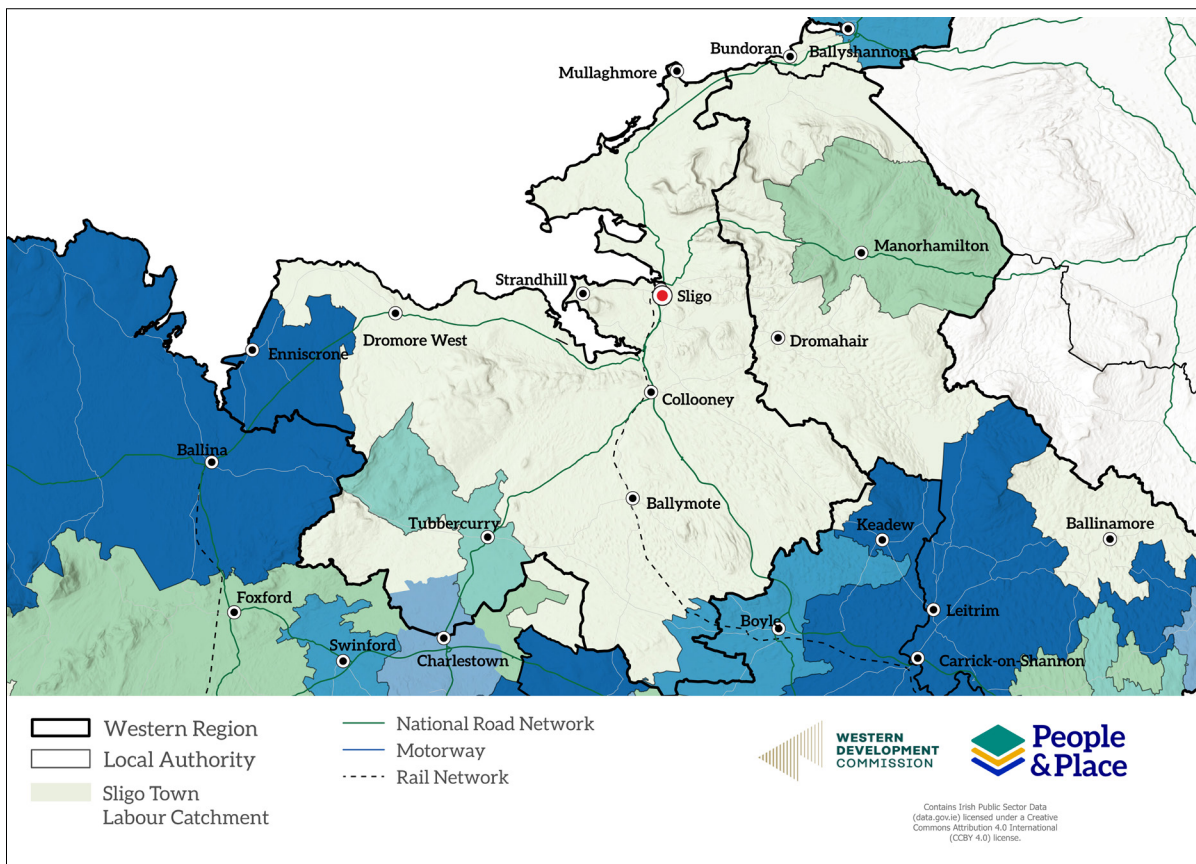 Bundoran
Ballyshannon
Mullaghmore
Manorhamilton
Strandhill
Sligo
Dromore West
Dromahair
Enniscrone
Collooney
Ballina
Ballymote
Tubbercurry
Keadew
Ballinamore
Foxford
Leitrim
Boyle
Swinford
Charlestown
Carrick-on-Shannon
Western Region
Local Authority
Sligo Town
Labour Catchment
National Road Network
Motorway
Rail Network
WESTERN
DEVELOPMENT
COMMISSION
People
&Place
Contains Irish Public Sector Data
(data.gov.ie) licensed under a Creative
Commons Attribution 4.0 International
(CCBY 4.0) license.